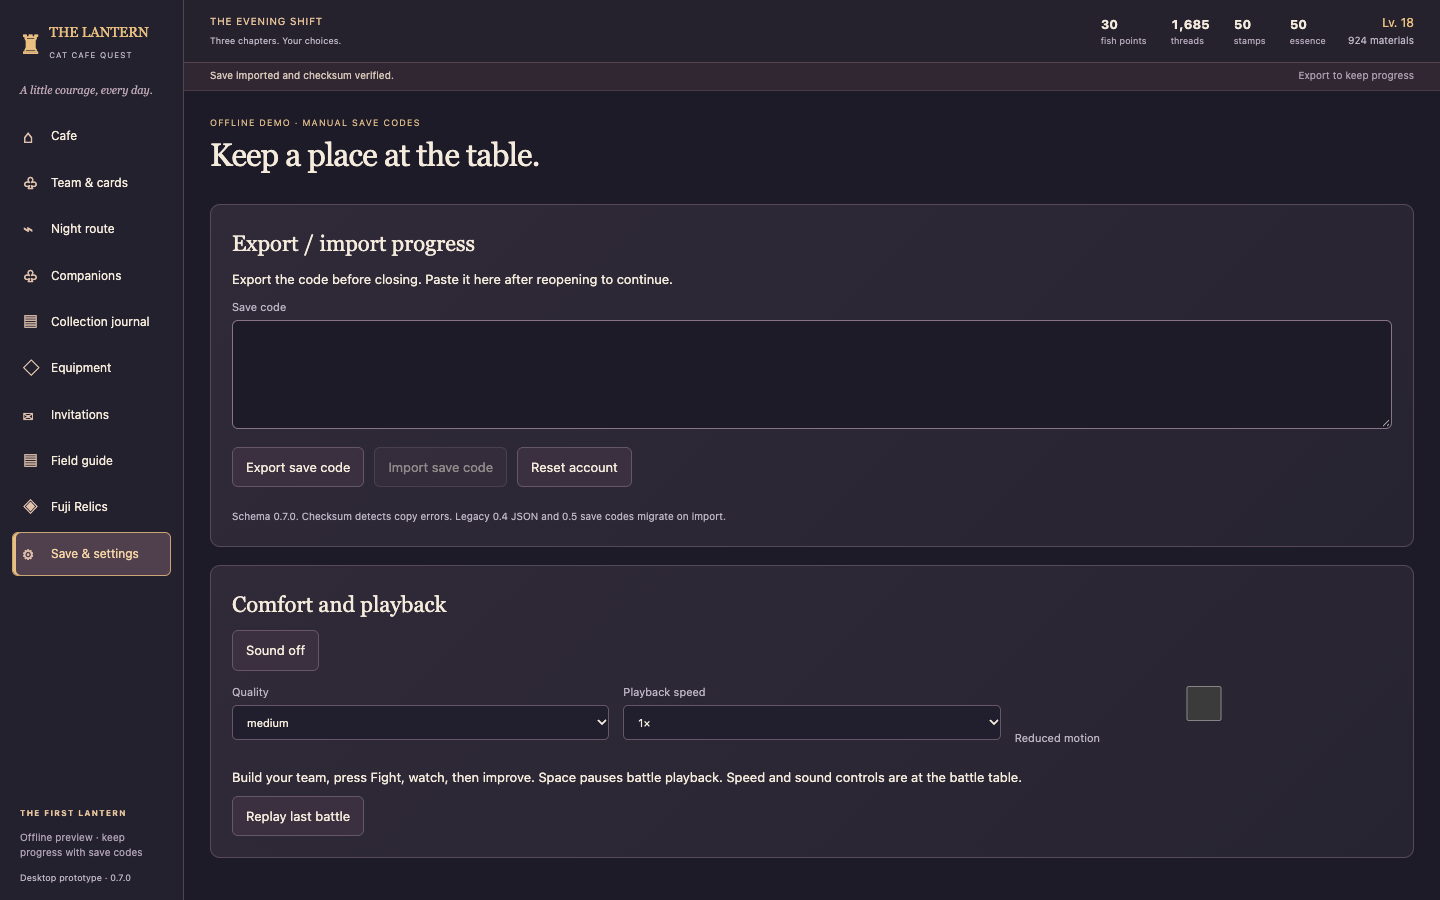 THE LANTERN
CAT CAFE QUEST
A little courage, every day.
Cafe
Team & cards
Night route
Companions
Collection journal
Equipment
Invitations
Field guide
Fuji Relics
Save & settings
THE FIRST LANTERN
Offline preview · keep
progress with save codes
Desktop prototype · 0.7.0
THE EVENING SHIFT
Three chapters. Your choices.
30
fish points
1,685
threads
50
stamps
50
essence
Lv. 18
924 materials
Save imported and checksum verified.
Export to keep progress
OFFLINE DEMO · MANUAL SAVE CODES
Keep a place at the table.
Export / import progress
Export the code before closing. Paste it here after reopening to continue.
Save code
Export save code
Import save code
Reset account
Schema 0.7.0. Checksum detects copy errors. Legacy 0.4 JSON and 0.5 save codes migrate on import.
Comfort and playback
Sound off
Quality
medium
Playback speed
1×
Reduced motion
Build your team, press Fight, watch, then improve. Space pauses battle playback. Speed and sound controls are at the battle table.
Replay last battle